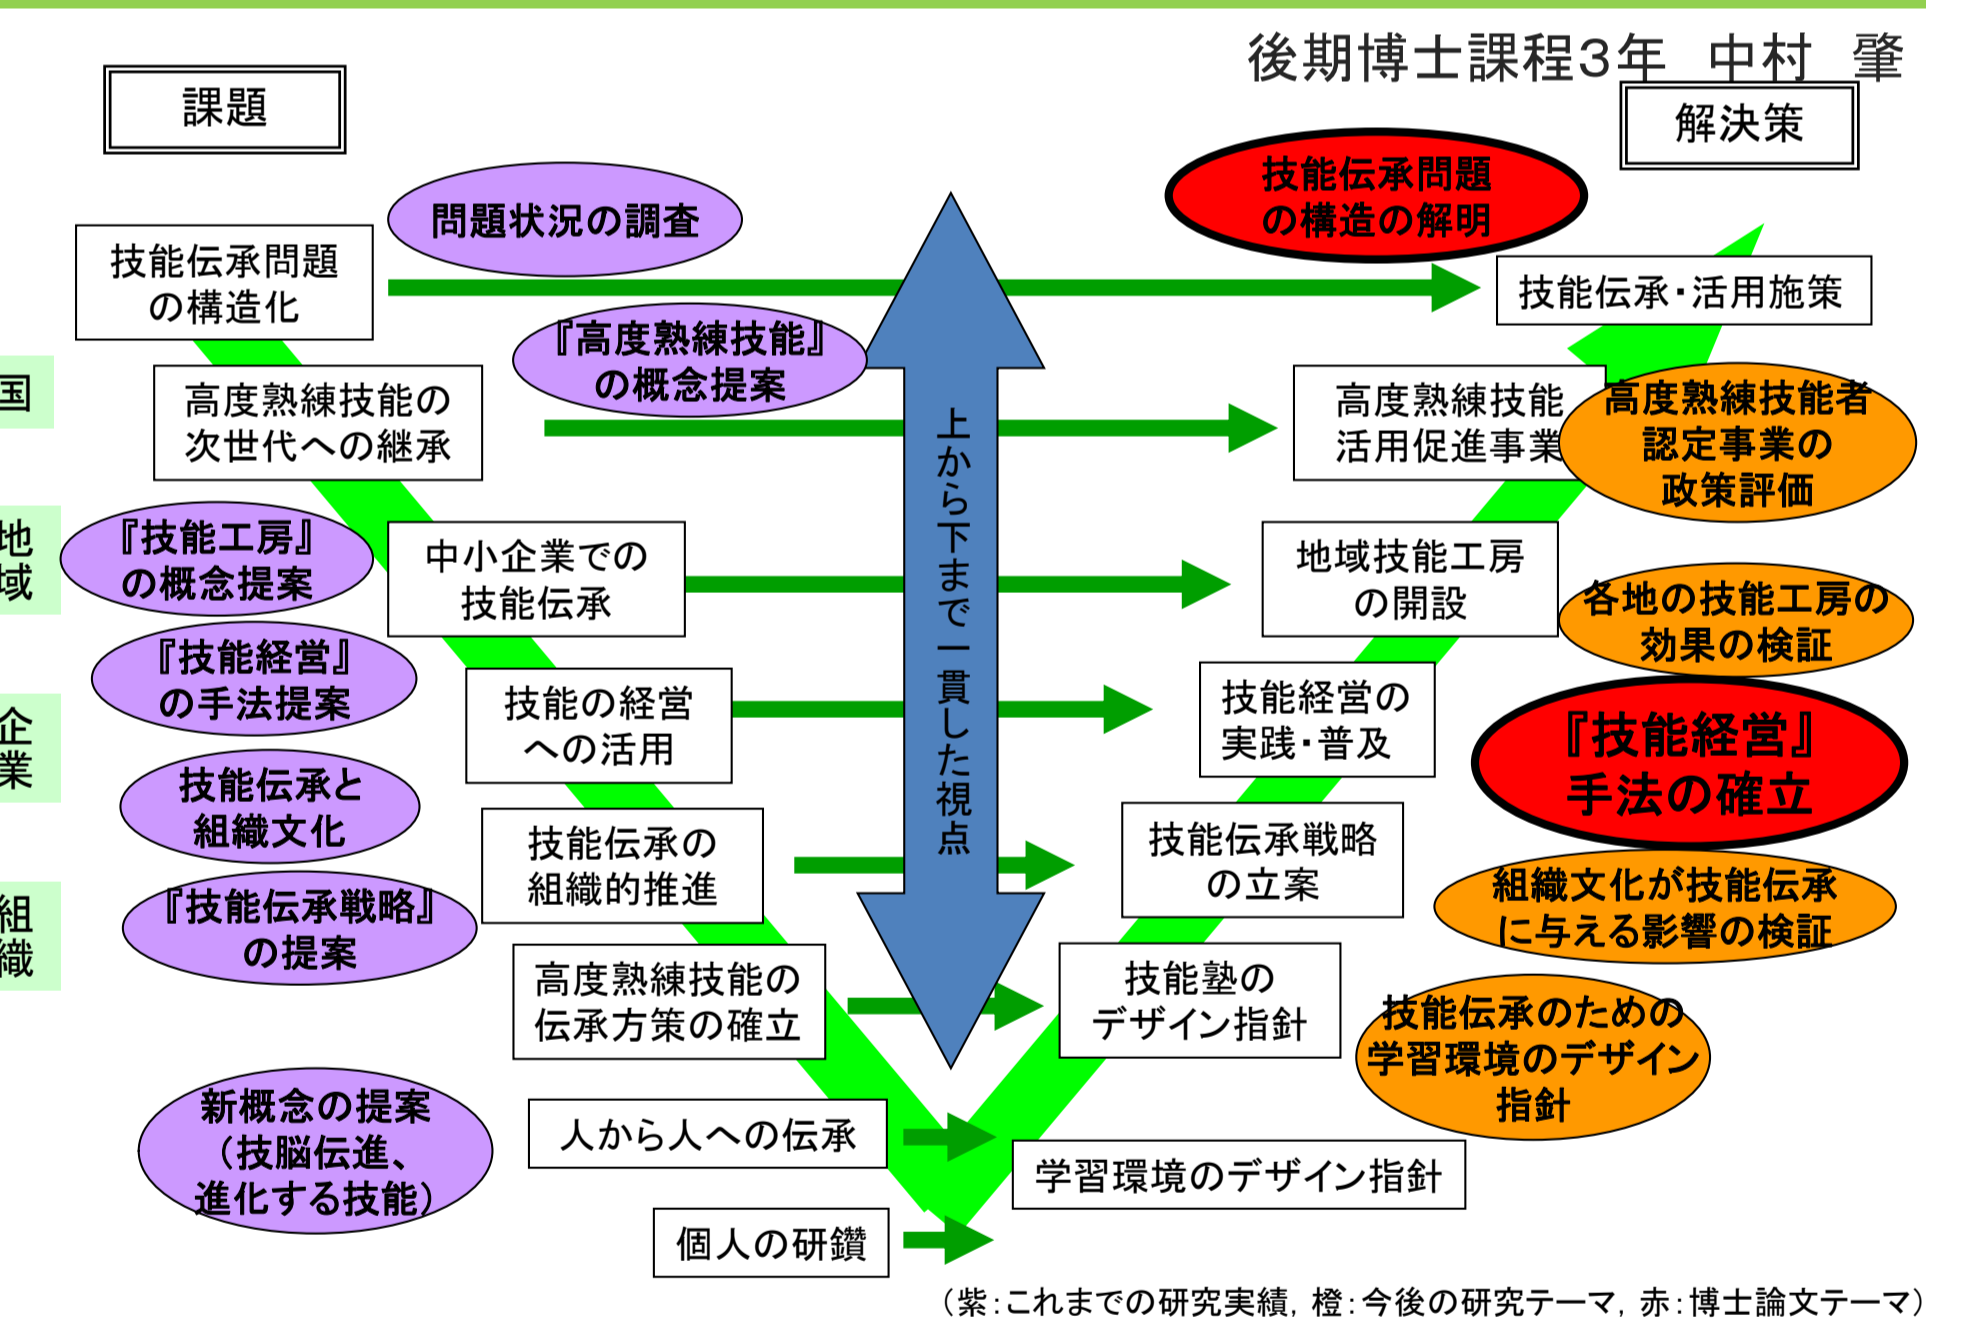 後期博士課程３年　中村　肇
課題
解決策
問題状況の調査
技能伝承問題
の構造の解明
技能伝承問題
の構造化
技能伝承・活用施策
『高度熟練技能』
の概念提案
国
高度熟練技能の
次世代への継承
高度熟練技能
活用促進事業
高度熟練技能者
認定事業の
政策評価
上から下まで一貫した視点
地域
『技能工房』
の概念提案
中小企業での
技能伝承
地域技能工房
の開設
各地の技能工房の
効果の検証
『技能経営』
の手法提案
企業
技能の経営
への活用
技能経営の
実践・普及
『技能経営』
手法の確立
技能伝承と
組織文化
技能伝承の
組織的推進
技能伝承戦略
の立案
組織文化が技能伝承
に与える影響の検証
組織
『技能伝承戦略』
の提案
高度熟練技能の
伝承方策の確立
技能塾の
デザイン指針
技能伝承のための
学習環境のデザイン
指針
新概念の提案
（技脳伝進、
進化する技能）
人から人への伝承
学習環境のデザイン指針
個人の研鑽
（紫：これまでの研究実績，橙：今後の研究テーマ，赤：博士論文テーマ）